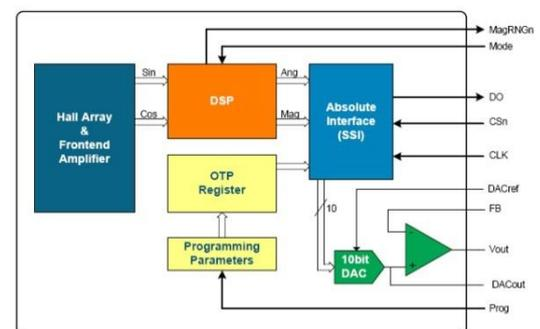 MagRNGn
Mode
Sin
Ang
Hall Array
&
Frontend
Amplifier
DSP
Absolute
Interface
(SSI)
DO
Cos
Mag
CSn
CLK
OTP
Register
DACref
10
FB
Programming
Parameters
-
+
10bit
DAC
Vout
DACout
Prog